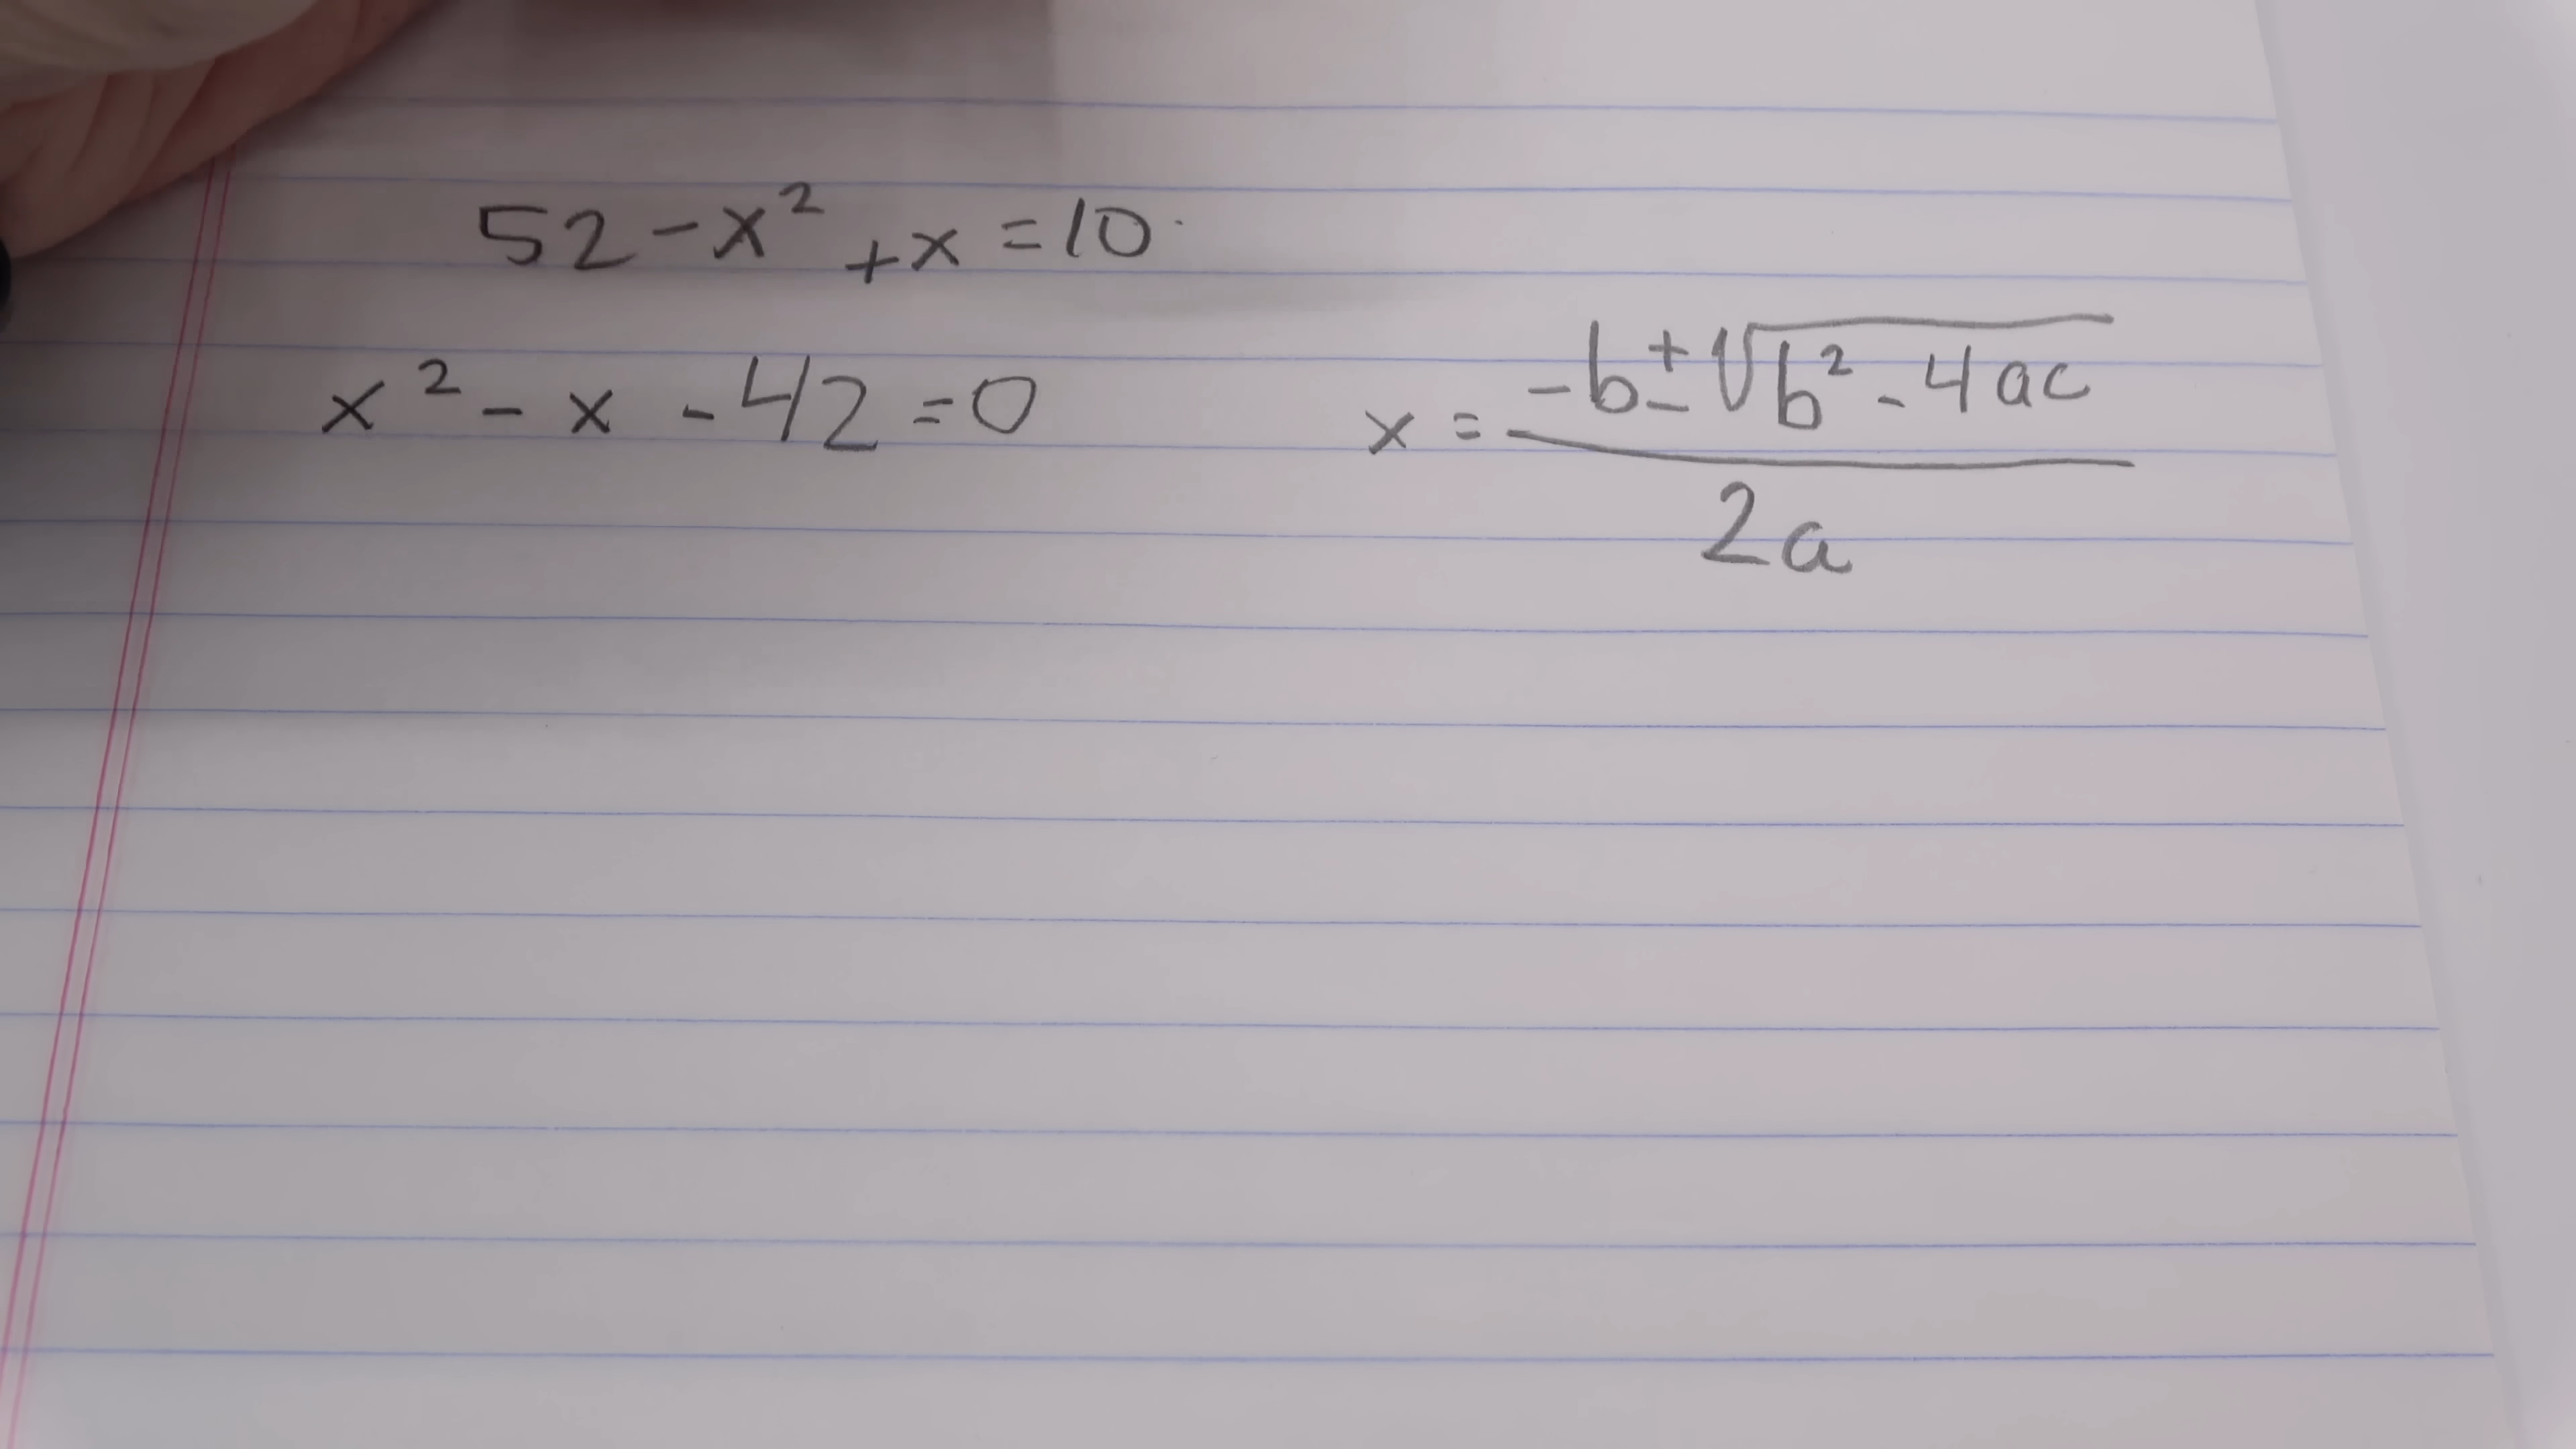 52 - x² + x = 10
x² - x - 42 = 0
x = (-b ± √(b² - 4ac)) / 2a